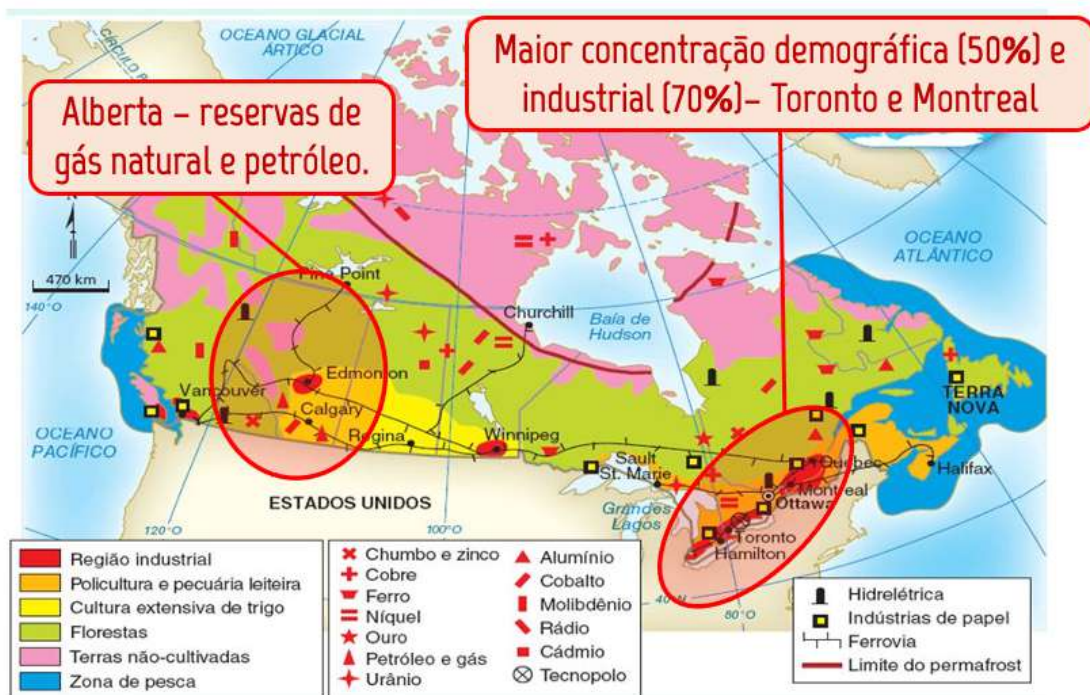 OCEANO GLACIAL
ÁRTICO
Maior concentração demográfica (50%) e
industrial (70%)– Toronto e Montreal
Alberta – reservas de
gás natural e petróleo.
470 km
140°O
Pine Point
Churchill
Baía de
Hudson
OCEANO
ATLÂNTICO
Edmonton
Vancouver
Calgary
Regina
Winnipeg
TERRA
NOVA
OCEANO
PACÍFICO
Sault
St. Marie
Quebec
Halifax
Montreal
Ottawa
ESTADOS UNIDOS
Grandes
Lagos
Toronto
Hamilton
120°O
100°O
40°N
80°O
Região industrial
Policultura e pecuária leiteira
Cultura extensiva de trigo
Florestas
Terras não-cultivadas
Zona de pesca
Chumbo e zinco
Cobre
Ferro
Níquel
Ouro
Petróleo e gás
Urânio
Alumínio
Cobalto
Molibdênio
Rádio
Cádmio
Tecnopolo
Hidrelétrica
Indústrias de papel
Ferrovia
Limite do permafrost